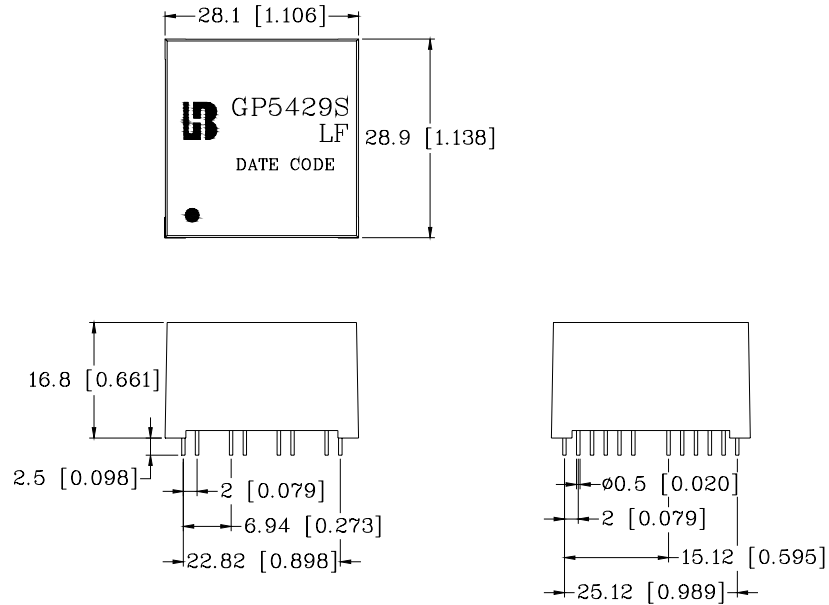 28.1 [1.106]
GP5429S
LF
28.9 [1.138]
DATE CODE
16.8 [0.661]
2.5 [0.098]
2 [0.079]
6.94 [0.273]
22.82 [0.898]
ø0.5 [0.020]
2 [0.079]
15.12 [0.595]
25.12 [0.989]